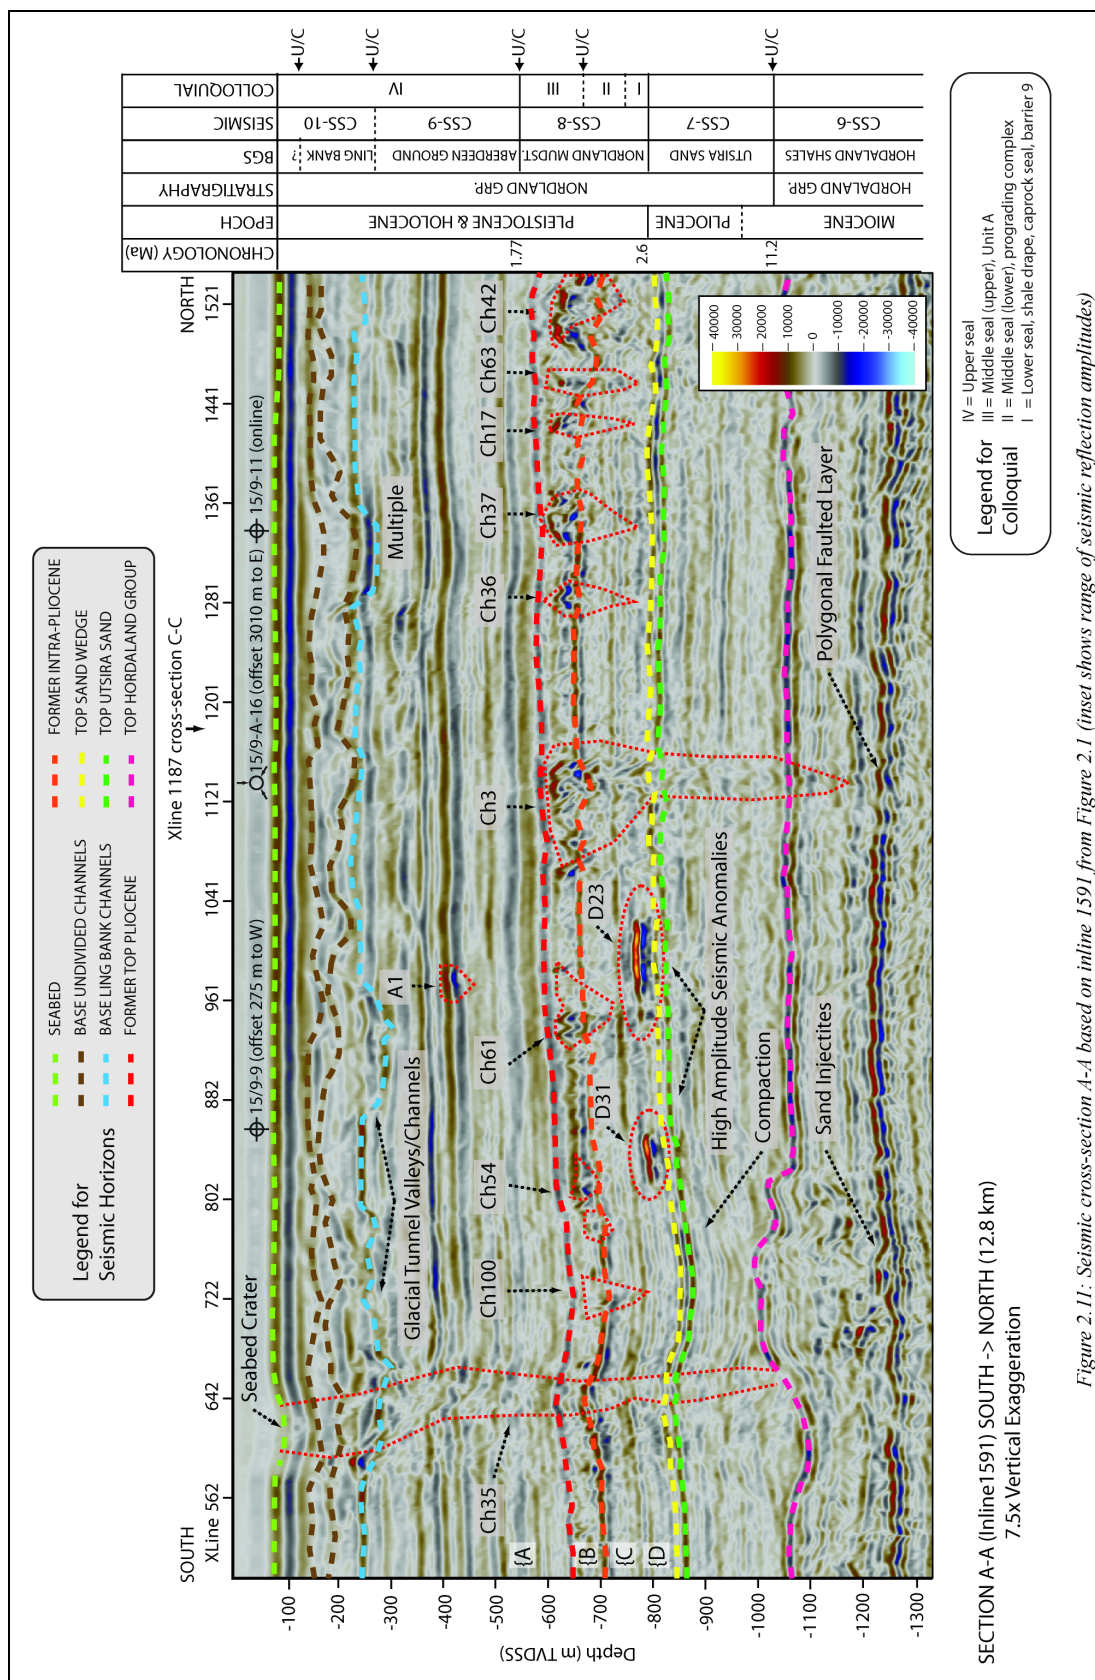 Legend for
Seismic Horizons
SEABED
BASE UNDIVIDED CHANNELS
BASE LING BANK CHANNELS
FORMER TOP PLIOCENE
FORMER INTRA-PLIOCENE
TOP SAND WEDGE
TOP UTSIRA SAND
TOP HORDALAND GROUP
Xline 1187 cross-section C-C
Seabed Crater
15/9-9 (offset 275 m to W)
15/9-A-16 (offset 3010 m to E)
15/9-11 (online)
SOUTH
NORTH
XLine 562
642
722
802
882
961
1041
1121
1201
1281
1361
1441
1521
Depth (m TVDSS)
-100
-200
-300
-400
-500
-600
-700
-800
-900
-1000
-1100
-1200
-1300
Glacial Tunnel Valleys/Channels
A1
Multiple
Ch35
Ch100
Ch54
Ch61
Ch3
Ch36
Ch37
Ch17
Ch63
Ch42
{A
{B
{C
{D
D31
D23
High Amplitude Seismic Anomalies
Compaction
Sand Injectites
Polygonal Faulted Layer
40000
30000
20000
10000
0
-10000
-20000
-30000
-40000
CHRONOLOGY (Ma)
1.77
2.6
11.2
EPOCH
PLEISTOCENE & HOLOCENE
PLIOCENE
MIOCENE
STRATIGRAPHY
NORDLAND GRP.
HORDALAND GRP.
BGS
?
LING BANK
ABERDEEN GROUND
NORDLAND MUDST.
UTSIRA SAND
HORDALAND SHALES
SEISMIC
CSS-10
CSS-9
CSS-8
CSS-7
CSS-6
COLLOQUIAL
IV
III
II
I
U/C
U/C
U/C
U/C
U/C
SECTION A-A (Inline1591) SOUTH -> NORTH (12.8 km)
7.5x Vertical Exaggeration
Legend for
Colloquial
IV = Upper seal
III = Middle seal (upper), Unit A
II = Middle seal (lower), prograding complex
I = Lower seal, shale drape, caprock seal, barrier 9
Figure 2.11: Seismic cross-section A-A based on inline 1591 from Figure 2.1 (inset shows range of seismic reflection amplitudes)